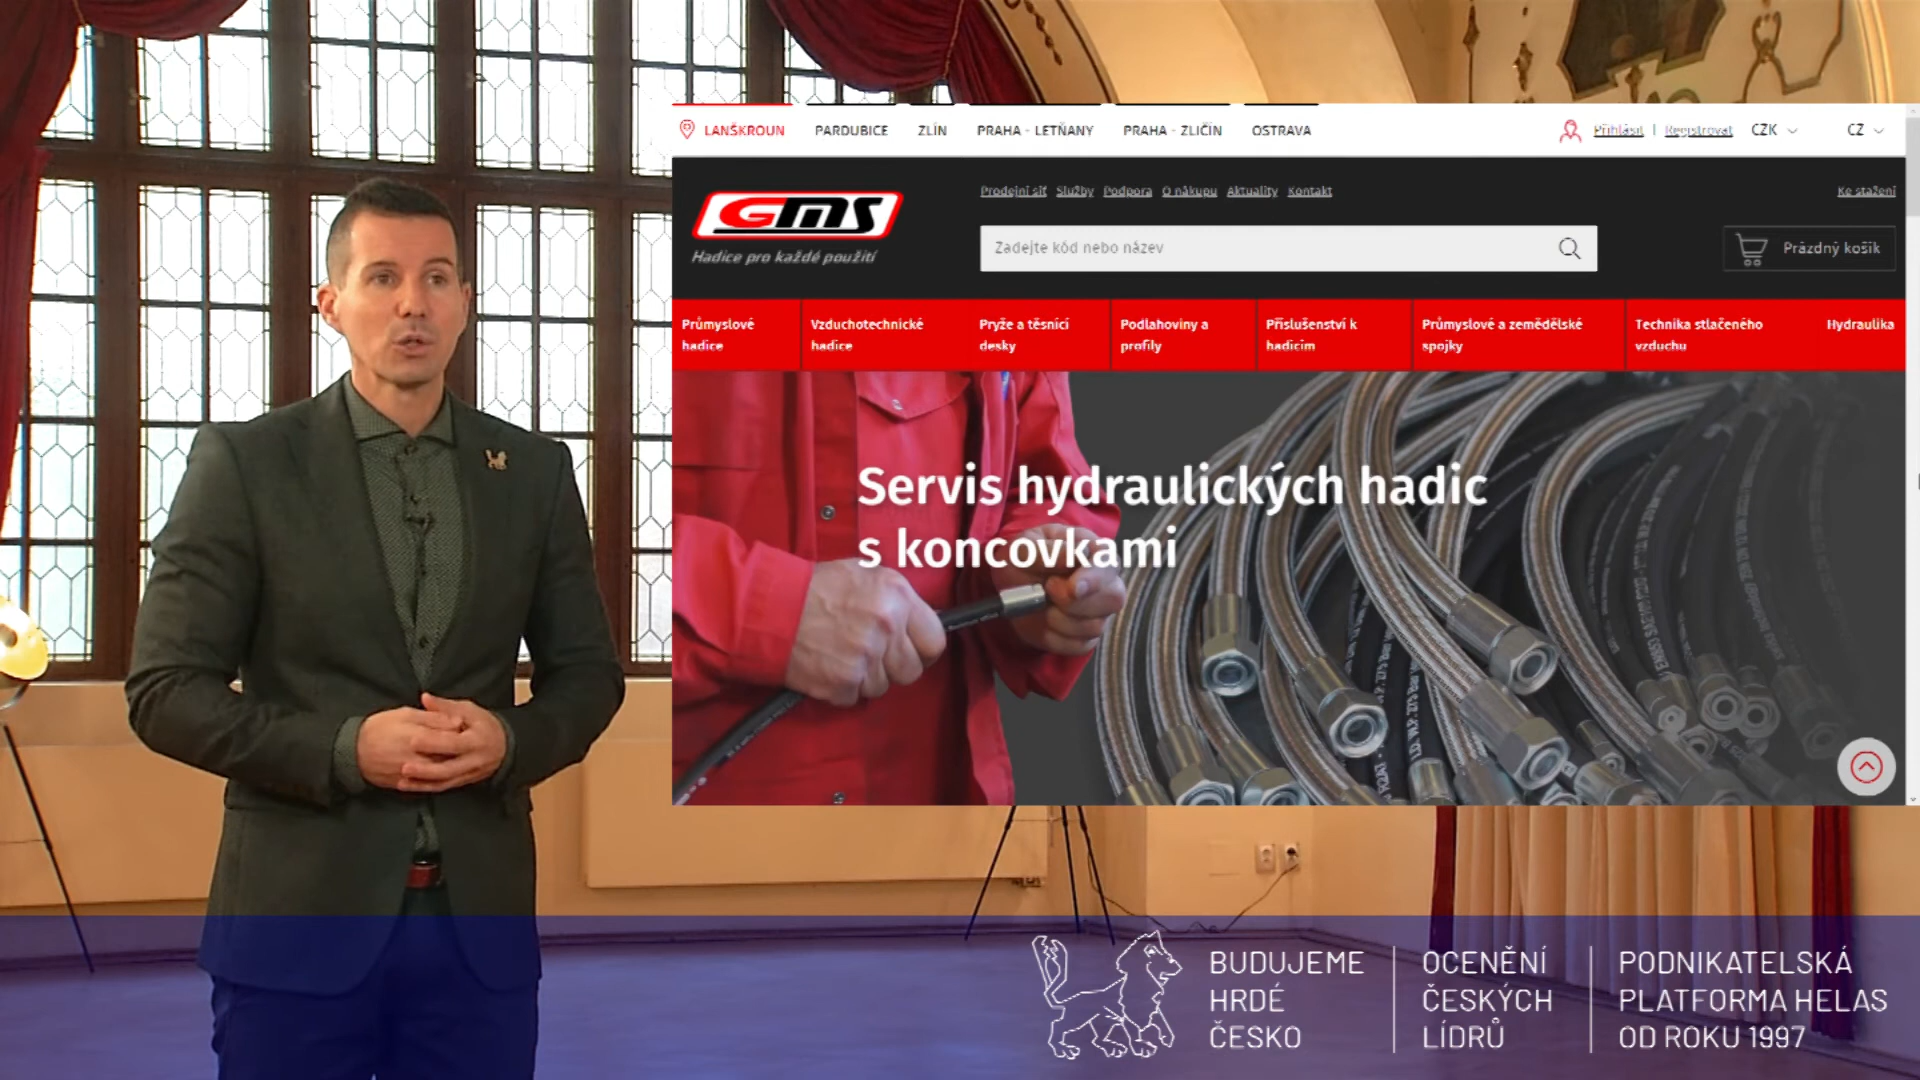 LANŠKROUN PARDUBICE ZLÍN PRAHA - LETŇANY PRAHA - ZLIČÍN OSTRAVA Přihlásit | Registrovat CZK CZ
Prodejní síť Služby Podpora O nákupu Aktuality Kontakt Ke stažení
GMS
Hadice pro každé použití
Zadejte kód nebo název
Prázdný košík
Průmyslové
hadice
Vzduchotechnické
hadice
Pryže a těsnící
desky
Podlahoviny a
profily
Příslušenství k
hadicím
Průmyslové a zemědělské
spojky
Technika stlačeného
vzduchu
Hydraulika
Servis hydraulických hadic
s koncovkami
BUDUJEME
HRDÉ
ČESKO
OCENĚNÍ
ČESKÝCH
LÍDRŮ
PODNIKATELSKÁ
PLATFORMA HELAS
OD ROKU 1997